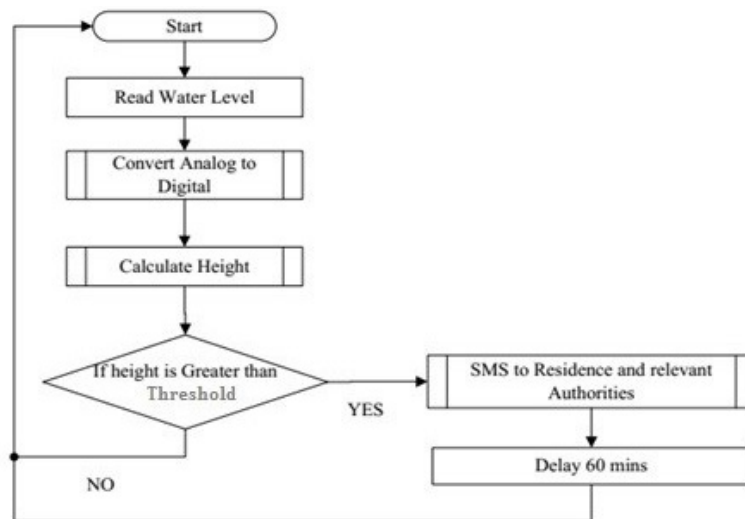 Start
Read Water Level
Convert Analog to
Digital
Calculate Height
If height is Greater than
Threshold
YES
NO
SMS to Residence and relevant
Authorities
Delay 60 mins